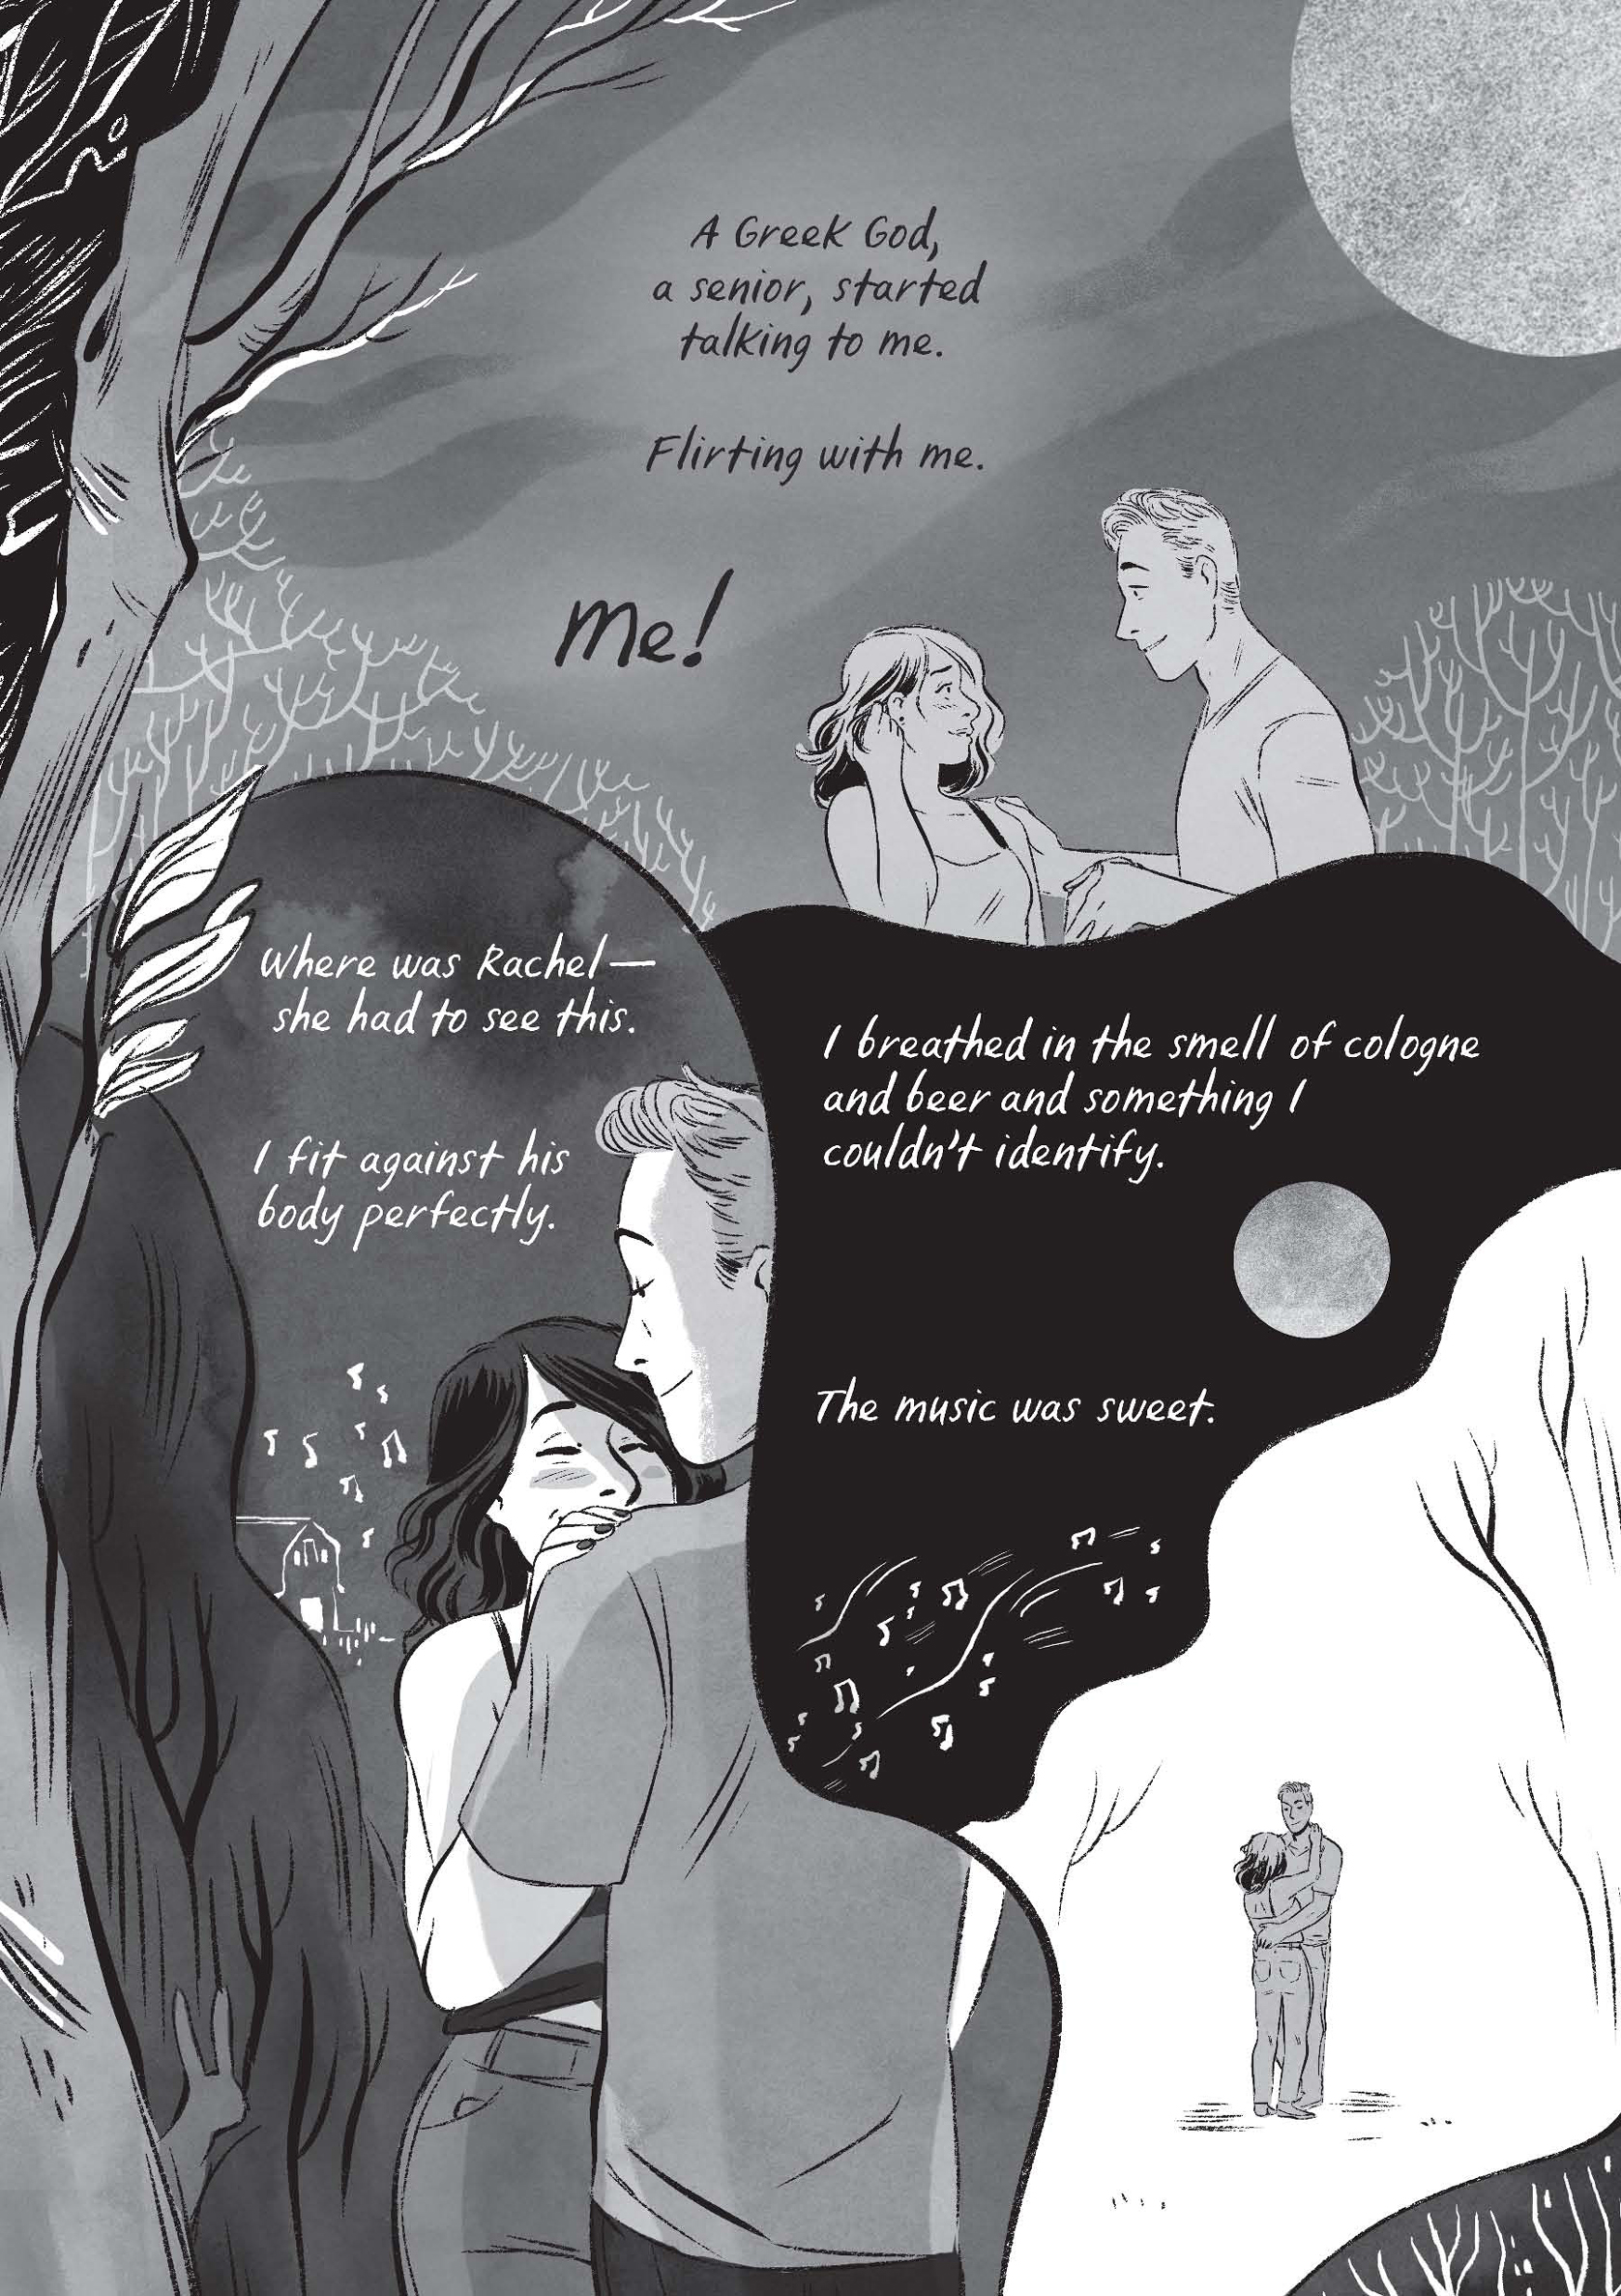 A Greek God,
a senior, started
talking to me.
Flirting with me.
me!
Where was Rachel—
she had to see this.
I fit against his
body perfectly.
I breathed in the smell of cologne
and beer and something I
couldn't identify.
The music was sweet.